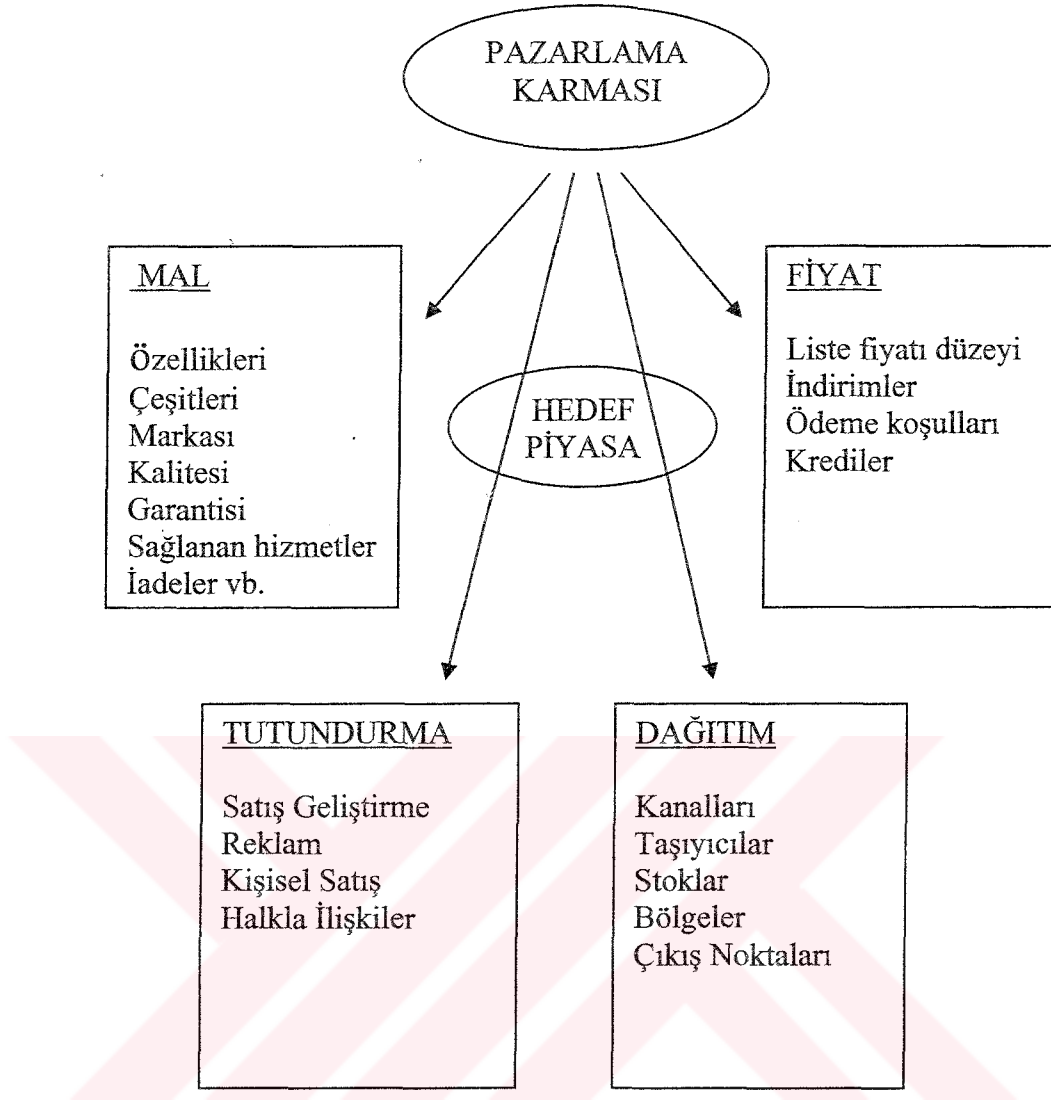 PAZARLAMA
KARMASI
MAL
Özellikleri
Çeşitleri
Markası
Kalitesi
Garantisi
Sağlanan hizmetler
İadeler vb.
HEDEF
PİYASA
FİYAT
Liste fiyatı düzeyi
İndirimler
Ödeme koşulları
Krediler
TUTUNDURMA
Satış Geliştirme
Reklam
Kişisel Satış
Halkla İlişkiler
DAĞITIM
Kanalları
Taşıyıcılar
Stoklar
Bölgeler
Çıkış Noktaları